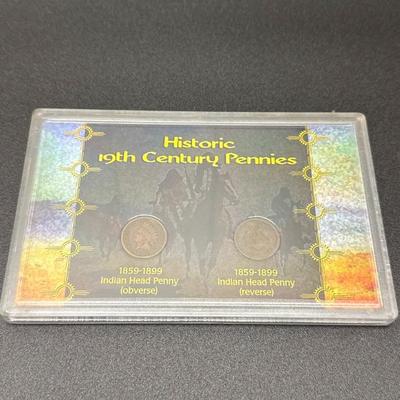 Historic
19th Century Pennies
1859-1899
Indian Head Penny
(obverse)
1859-1899
Indian Head Penny
(reverse)